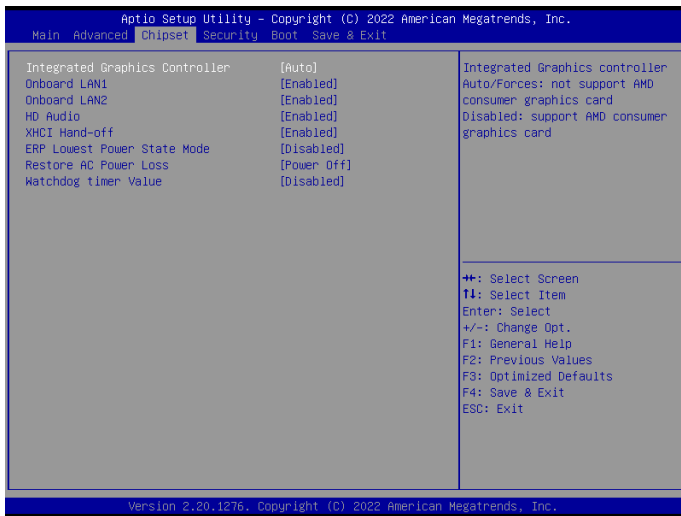 Aptio Setup Utility – Copyright (C) 2022 American Megatrends, Inc.
Main Advanced Chipset Security Boot Save & Exit
Integrated Graphics Controller [Auto]
Onboard LAN1 [Enabled]
Onboard LAN2 [Enabled]
HD Audio [Enabled]
XHCI Hand-off [Enabled]
ERP Lowest Power State Mode [Disabled]
Restore AC Power Loss [Power Off]
Watchdog timer Value [Disabled]
Integrated Graphics controller
Auto/Forces: not support AMD
consumer graphics card
Disabled: support AMD consumer
graphics card
→←: Select Screen
↑↓: Select Item
Enter: Select
+/-: Change Opt.
F1: General Help
F2: Previous Values
F3: Optimized Defaults
F4: Save & Exit
ESC: Exit
Version 2.20.1276. Copyright (C) 2022 American Megatrends, Inc.